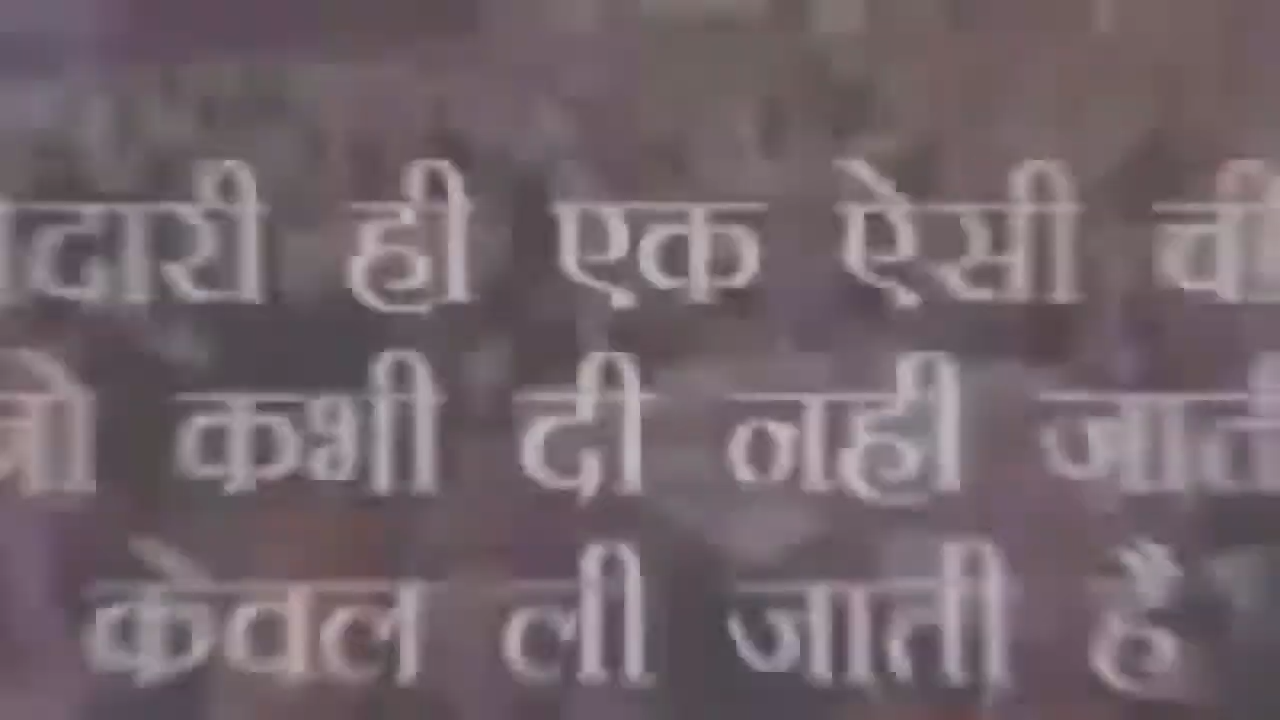 दारी ही एक ऐसी ची
जो कभी दी नही जाती
केवल ली जाती है